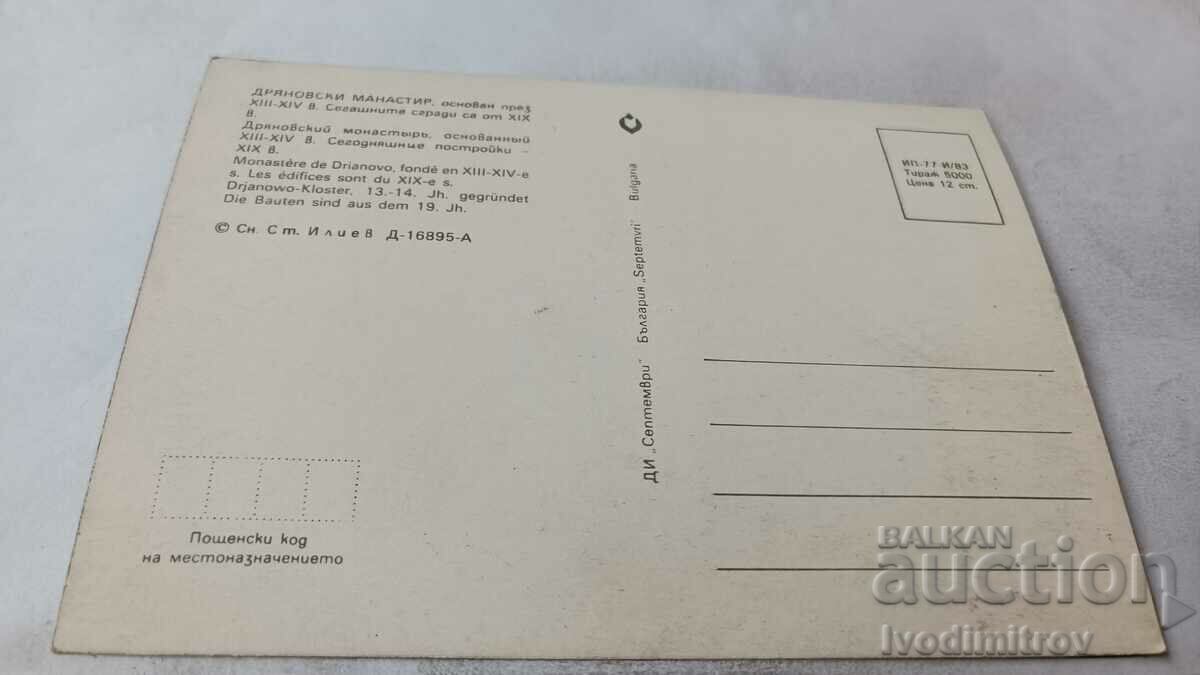 ДРЯНОВСКИ МАНАСТИР, основан през
XIII-XIV в. Сегашните сгради са от XIX
в.
Дряновский монастырь, основанный
XIII-XIV в. Сегодняшние постройки –
XIX в.
Monastère de Drianovo, fondé en XIII-XIV-e
s. Les édifices sont du XIX-e s.
Drjanowo-Kloster, 13.-14. Jh. gegründet
Die Bauten sind aus dem 19. Jh.
© Сн. Ст. Илиев Д-16895-А
Пощенски код
на местоназначението
ДИ „Септември" България „Septemvri" Bulgaria
ИП-77-И/83
Тираж 5000
Цена 12 ст.
BALKAN
auction
Ivodimitrov